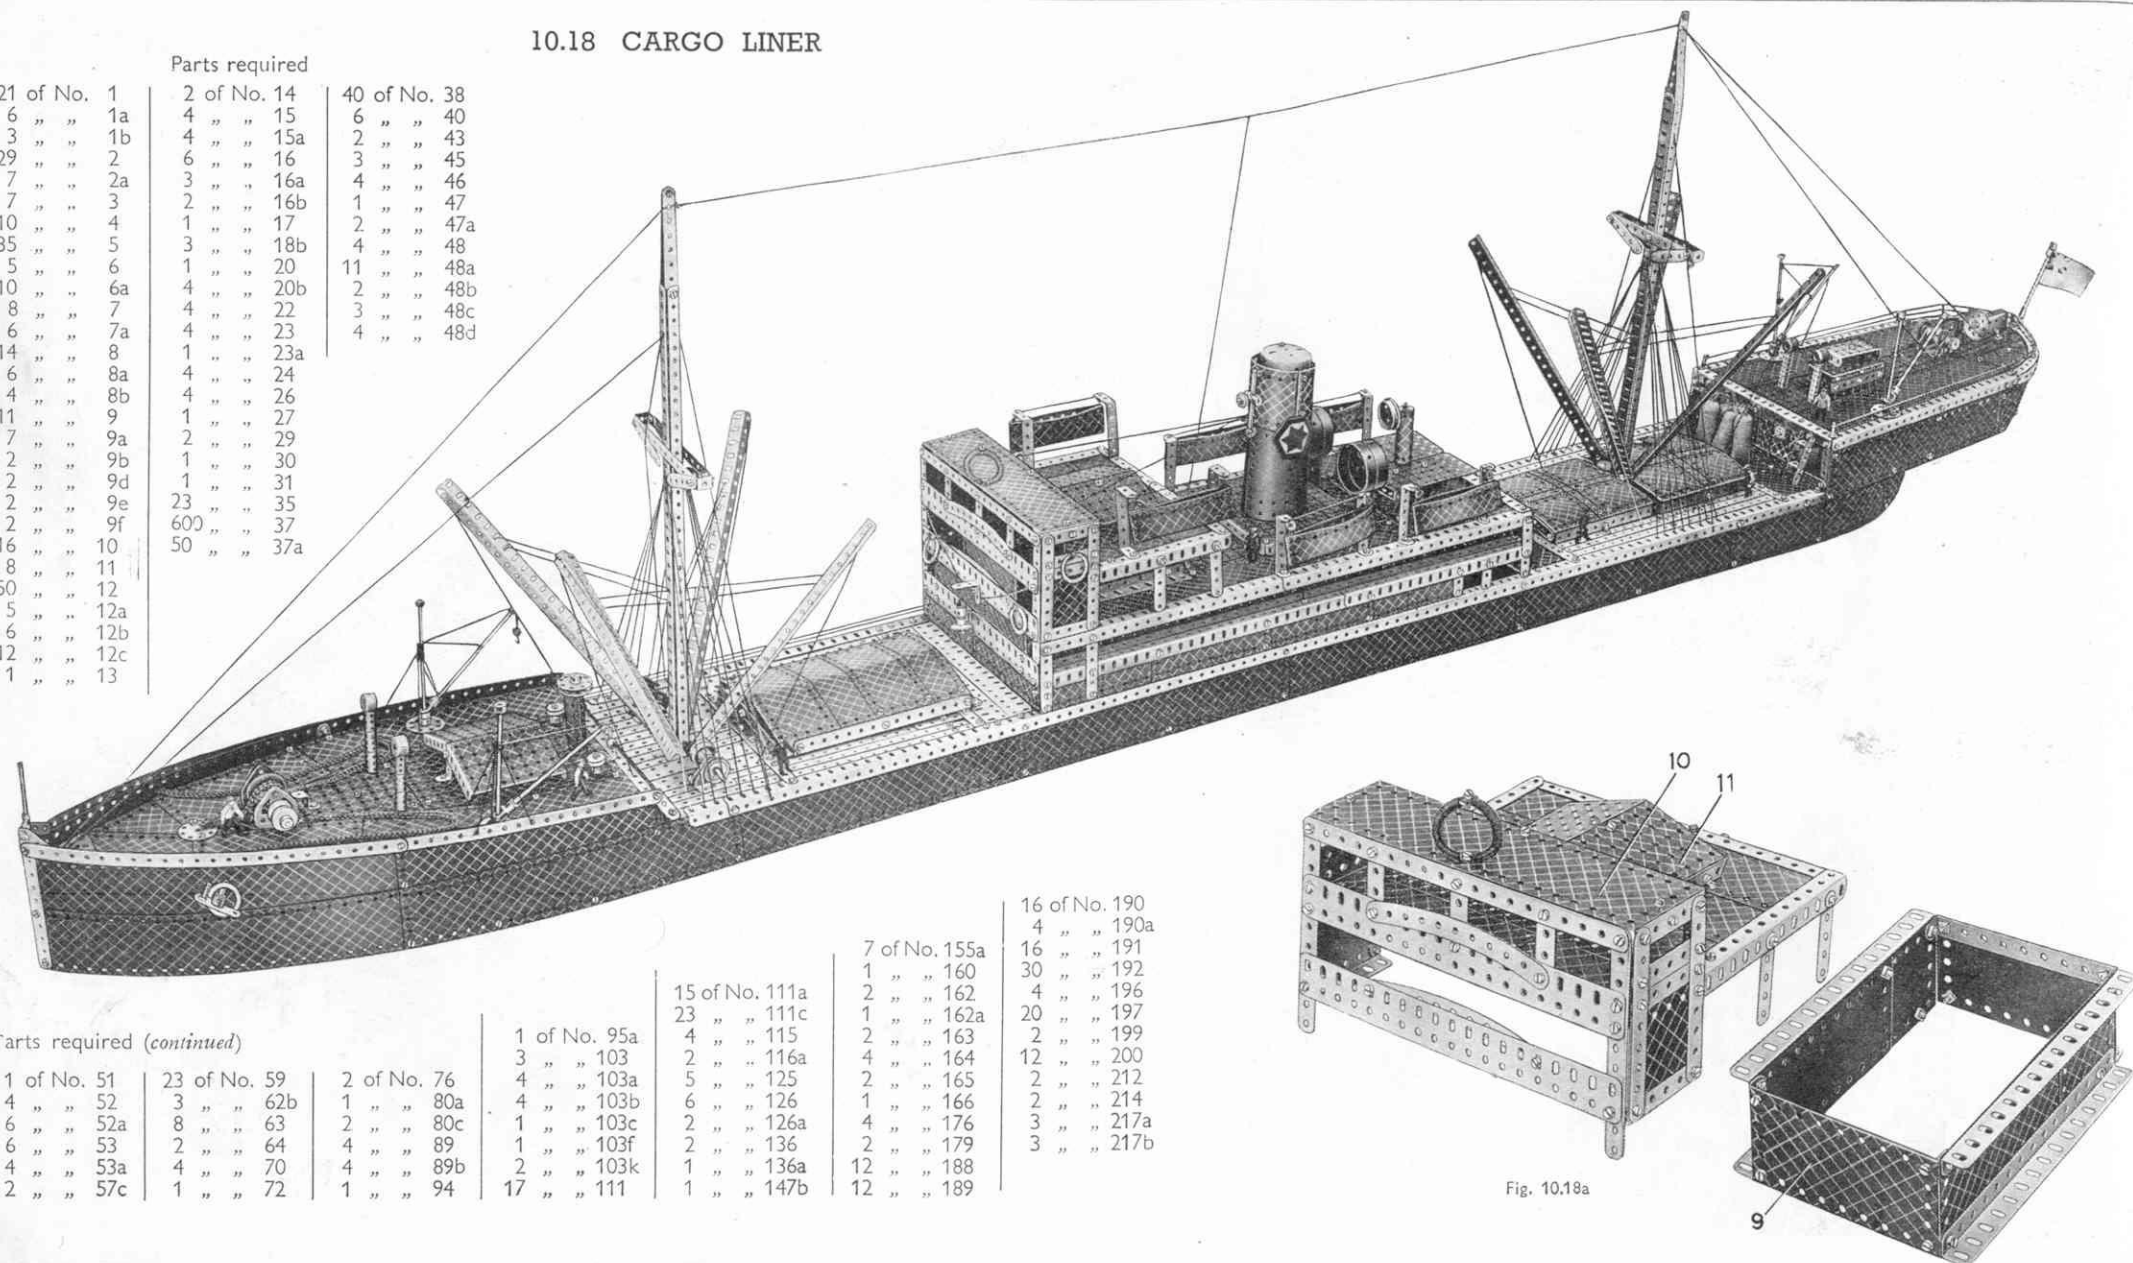 10.18 CARGO LINER
Parts required
21 of No. 1
6 „ „ 1a
3 „ „ 1b
29 „ „ 2
7 „ „ 2a
7 „ „ 3
10 „ „ 4
35 „ „ 5
5 „ „ 6
10 „ „ 6a
8 „ „ 7
6 „ „ 7a
14 „ „ 8
6 „ „ 8a
4 „ „ 8b
11 „ „ 9
7 „ „ 9a
2 „ „ 9b
2 „ „ 9d
2 „ „ 9e
2 „ „ 9f
16 „ „ 10
8 „ „ 11
„ „ 12
5 „ „ 12a
6 „ „ 12b
12 „ „ 12c
1 „ „ 13
2 of No. 14
4 „ „ 15
4 „ „ 15a
6 „ „ 16
3 „ „ 16a
2 „ „ 16b
1 „ „ 17
3 „ „ 18b
1 „ „ 20
4 „ „ 20b
4 „ „ 22
4 „ „ 23
1 „ „ 23a
4 „ „ 24
4 „ „ 26
1 „ „ 27
2 „ „ 29
1 „ „ 30
1 „ „ 31
23 „ „ 35
600 „ „ 37
50 „ „ 37a
40 of No. 38
6 „ „ 40
2 „ „ 43
3 „ „ 45
4 „ „ 46
1 „ „ 47
2 „ „ 47a
4 „ „ 48
11 „ „ 48a
2 „ „ 48b
3 „ „ 48c
4 „ „ 48d
Parts required (continued)
1 of No. 51
4 „ „ 52
6 „ „ 52a
6 „ „ 53
4 „ „ 53a
2 „ „ 57c
23 of No. 59
3 „ „ 62b
8 „ „ 63
2 „ „ 64
4 „ „ 70
1 „ „ 72
2 of No. 76
1 „ „ 80a
2 „ „ 80c
4 „ „ 89
4 „ „ 89b
1 „ „ 94
1 of No. 95a
3 „ „ 103
4 „ „ 103a
4 „ „ 103b
1 „ „ 103c
1 „ „ 103f
2 „ „ 103k
17 „ „ 111
15 of No. 111a
23 „ „ 111c
4 „ „ 115
2 „ „ 116a
5 „ „ 125
6 „ „ 126
2 „ „ 126a
2 „ „ 136
1 „ „ 136a
1 „ „ 147b
7 of No. 155a
1 „ „ 160
2 „ „ 162
1 „ „ 162a
2 „ „ 163
4 „ „ 164
2 „ „ 165
1 „ „ 166
4 „ „ 176
2 „ „ 179
12 „ „ 188
12 „ „ 189
16 of No. 190
4 „ „ 190a
16 „ „ 191
30 „ „ 192
4 „ „ 196
20 „ „ 197
2 „ „ 199
12 „ „ 200
2 „ „ 212
2 „ „ 214
3 „ „ 217a
3 „ „ 217b
10
11
9
Fig. 10.18a